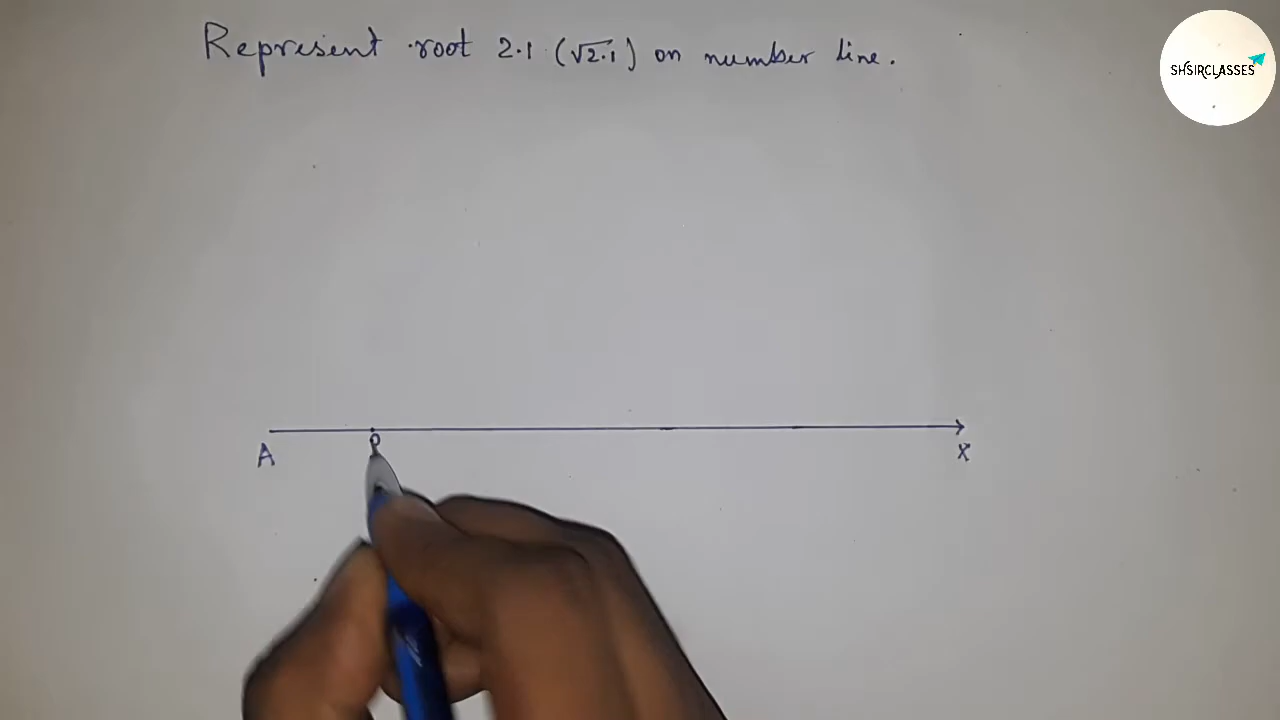 Represent root 2.1 (√2.1) on number line.
SHSIRCLASSES
P
A
X